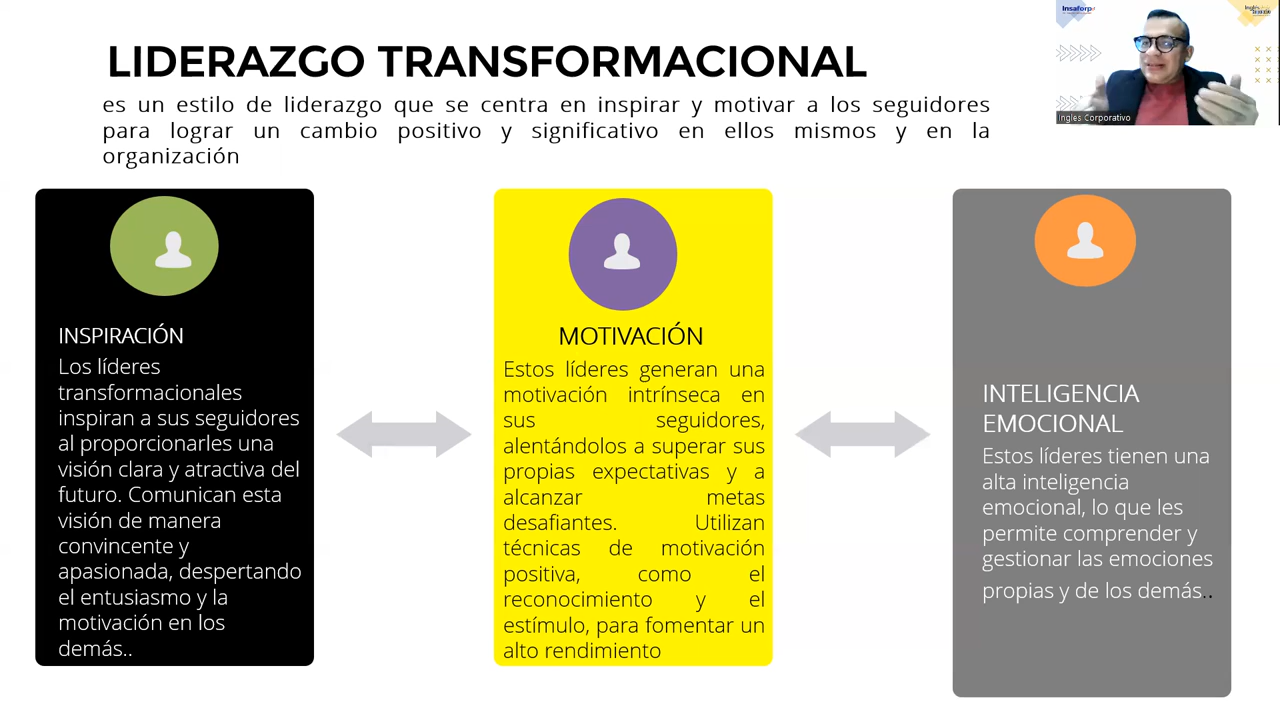 LIDERAZGO TRANSFORMACIONAL
es un estilo de liderazgo que se centra en inspirar y motivar a los seguidores
para lograr un cambio positivo y significativo en ellos mismos y en la
organización
Insaforp
Ingles Corporativo
INSPIRACIÓN
Los líderes
transformacionales
inspiran a sus seguidores
al proporcionarles una
visión clara y atractiva del
futuro. Comunican esta
visión de manera
convincente y
apasionada, despertando
el entusiasmo y la
motivación en los
demás..
MOTIVACIÓN
Estos líderes generan una
motivación intrínseca en
sus seguidores,
alentándolos a superar sus
propias expectativas y a
alcanzar metas
desafiantes. Utilizan
técnicas de motivación
positiva, como el
reconocimiento y el
estímulo, para fomentar un
alto rendimiento
INTELIGENCIA
EMOCIONAL
Estos líderes tienen una
alta inteligencia
emocional, lo que les
permite comprender y
gestionar las emociones
propias y de los demás..